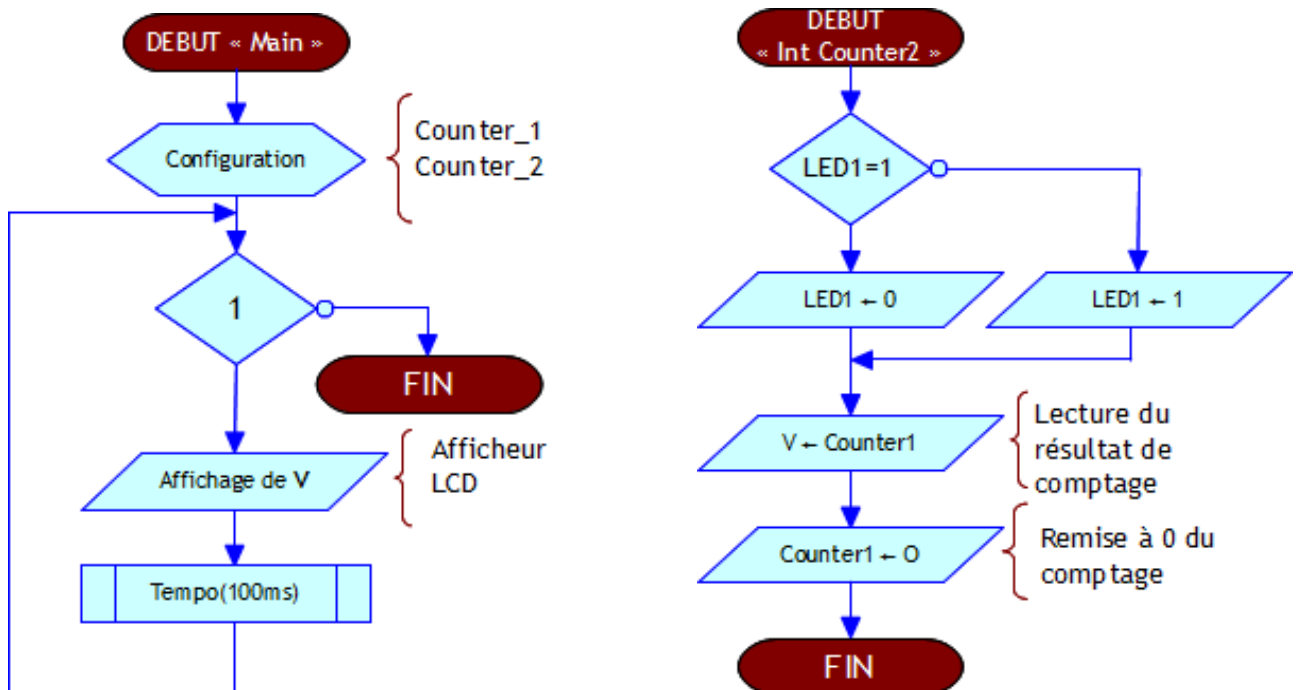 DEBUT « Main »
Configuration
Counter_1
Counter_2
1
FIN
Affichage de V
Afficheur
LCD
Tempo(100ms)
DEBUT
« Int Counter2 »
LED1=1
LED1 ← 0
LED1 ← 1
V ← Counter1
Lecture du
résultat de
comptage
Counter1 ← O
Remise à 0 du
comptage
FIN